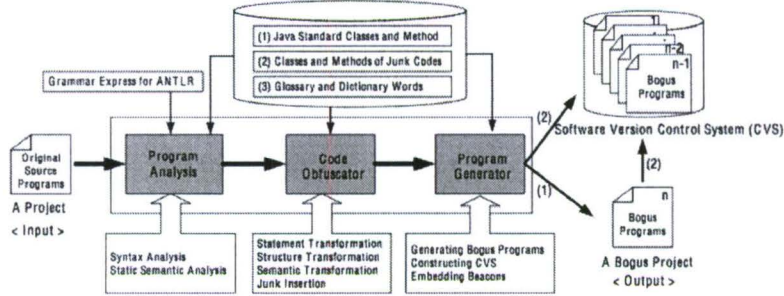 (1) Java Standard Classes and Method
(2) Classes and Methods of Junk Codes
(3) Glossary and Dictionary Words
Grammar Express for ANTLR
1
n-2
n-1
Bogus
Programs
Software Version Control System (CVS)
(2)
(2)
(1)
Original
Source
Programs
A Project
< Input >
Program
Analysis
Code
Obfuscator
Program
Generator
n
Bogus
Programs
A Bogus Project
< Output >
Syntax Analysis
Static Semantic Analysis
Statement Transformation
Structure Transformation
Semantic Transformation
Junk Insertion
Generating Bogus Programs
Constructing CVS
Embedding Beacons